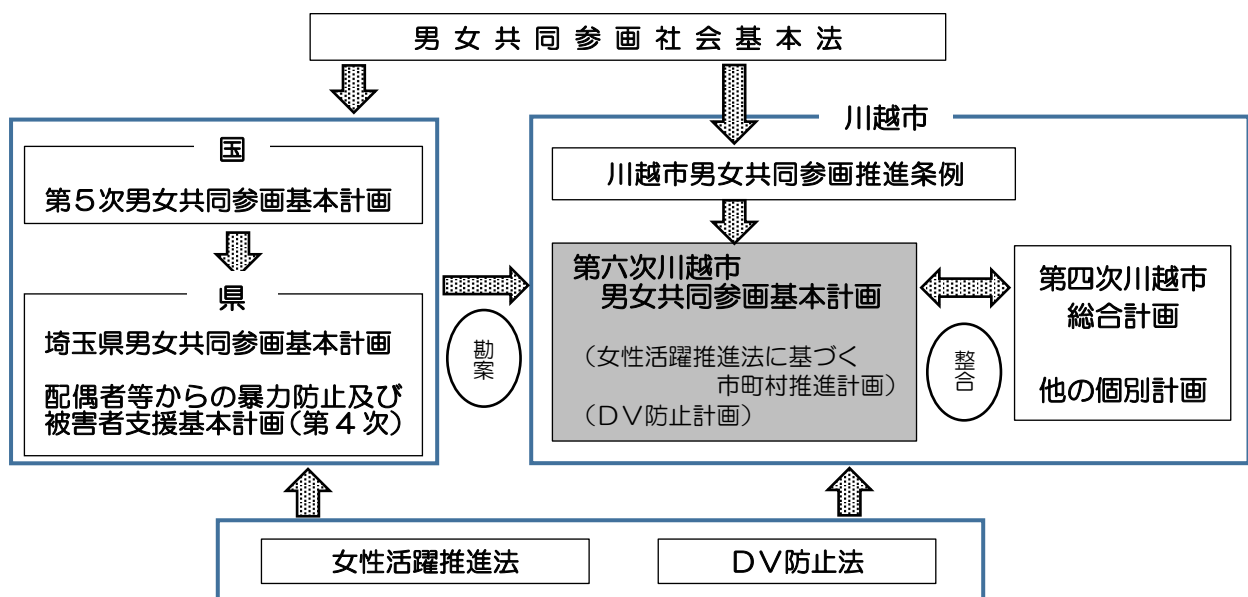 男女共同参画社会基本法
国
第５次男女共同参画基本計画
県
埼玉県男女共同参画基本計画
配偶者等からの暴力防止及び
被害者支援基本計画（第４次）
勘案
川越市
川越市男女共同参画推進条例
第六次川越市
男女共同参画基本計画
（女性活躍推進法に基づく
市町村推進計画）
（ＤＶ防止計画）
整合
第四次川越市
総合計画
他の個別計画
女性活躍推進法
ＤＶ防止法